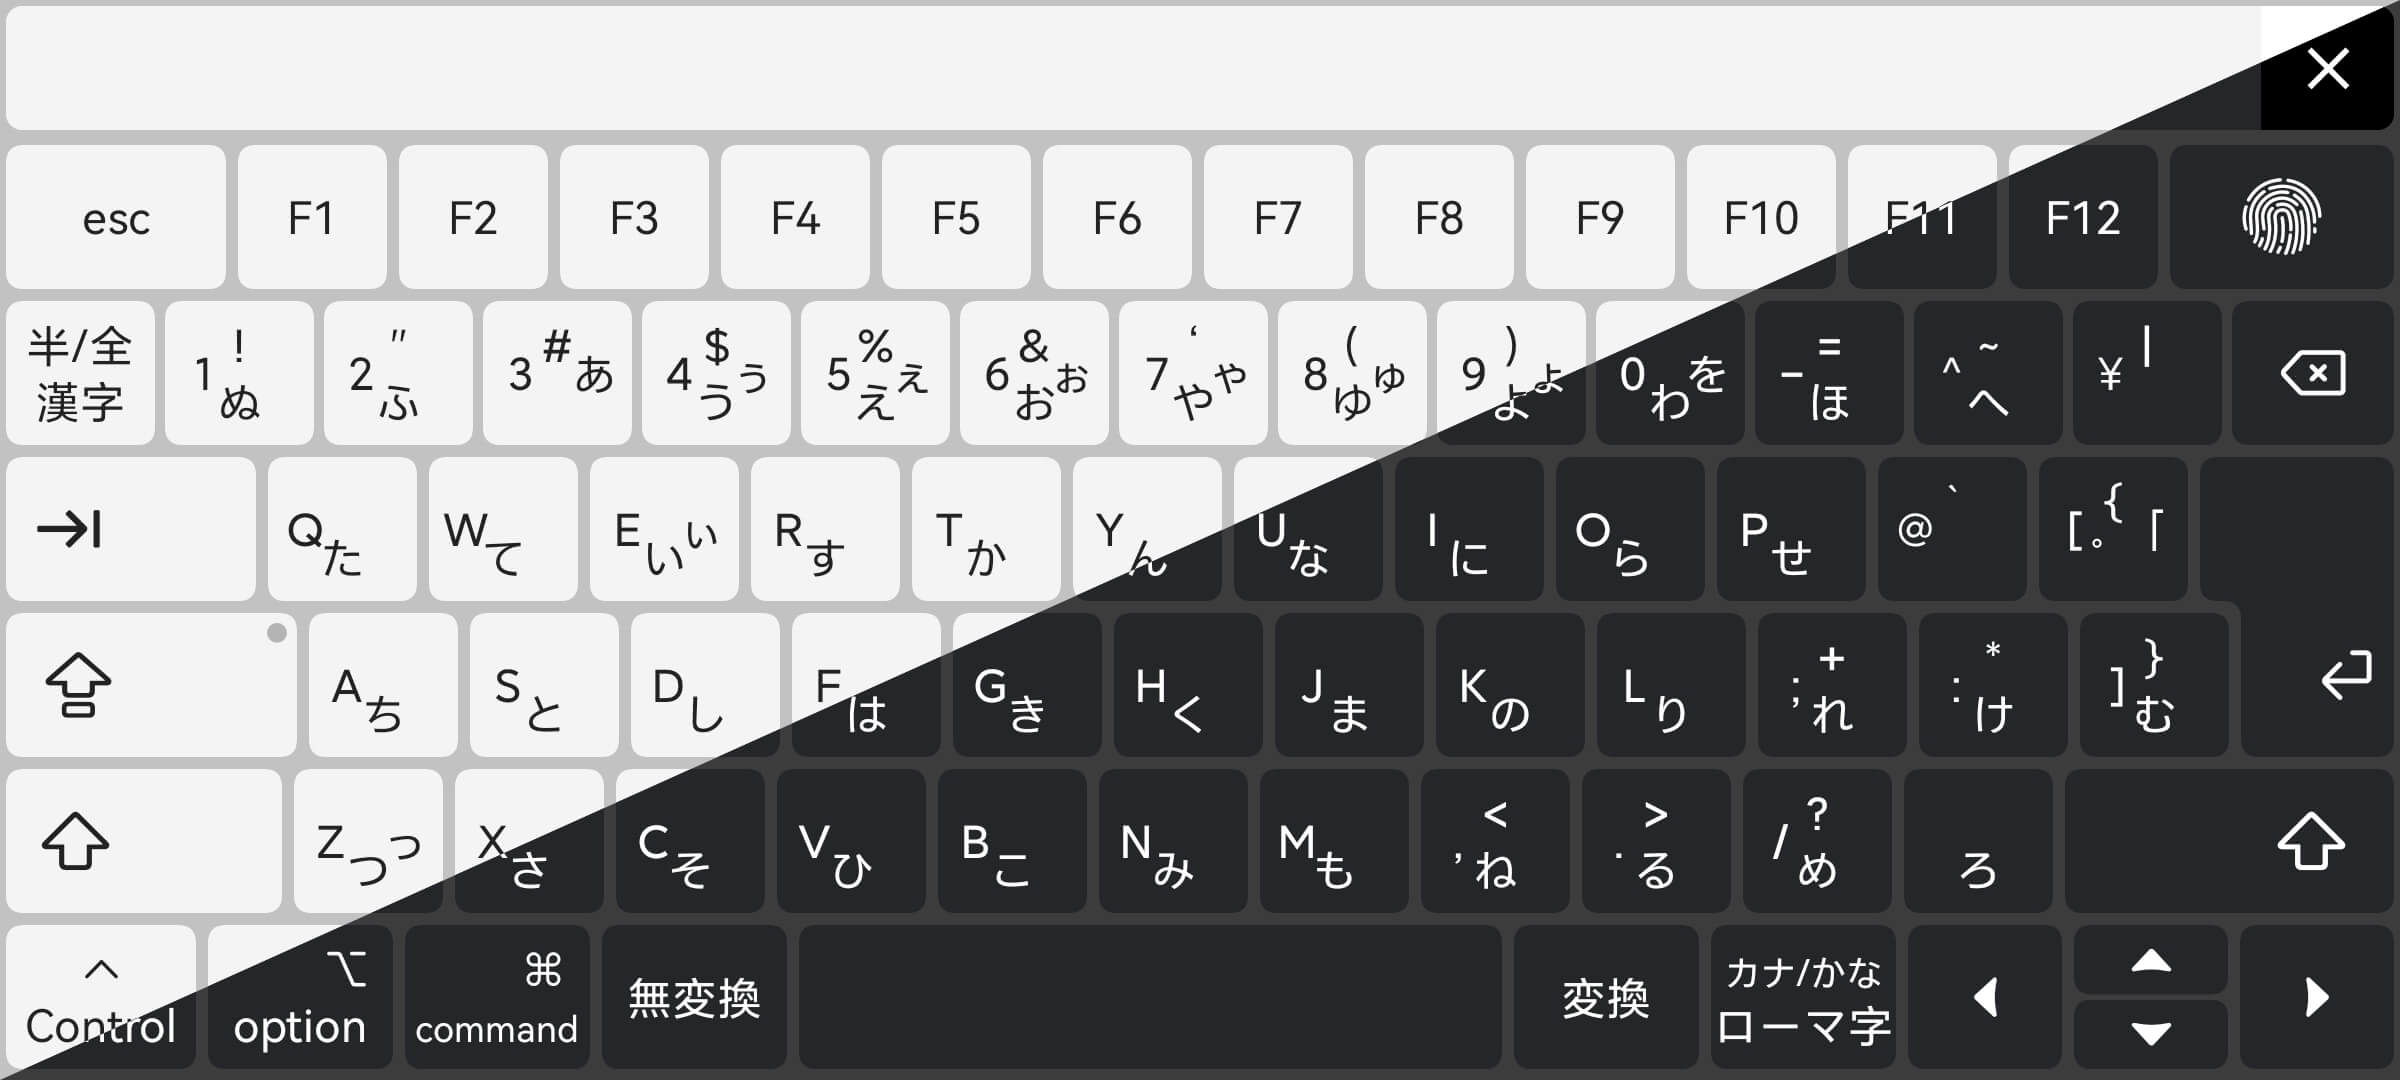 esc F1 F2 F3 F4 F5 F6 F7 F8 F9 F10 F11 F12
半/全 漢字 1 ! ぬ 2 " ふ 3 # あ 4 $ う ぅ 5 % え ぇ 6 & お ぉ 7 ‘ や ゃ 8 ( ゆ ゅ 9 ) よ ょ 0 わ を - = ほ ^ ~ へ ¥ |
Q た W て E い ぃ R す T か Y ん U な I に O ら P せ @ ` [ { 。 「
A ち S と D し F は G き H く J ま K の L り ; + れ : * け ] } む
Z つ っ X さ C そ V ひ B こ N み M も , < ね . > る / ? め ろ
^ Control ⌥ option ⌘ command 無変換 変換 カナ/かな ローマ字